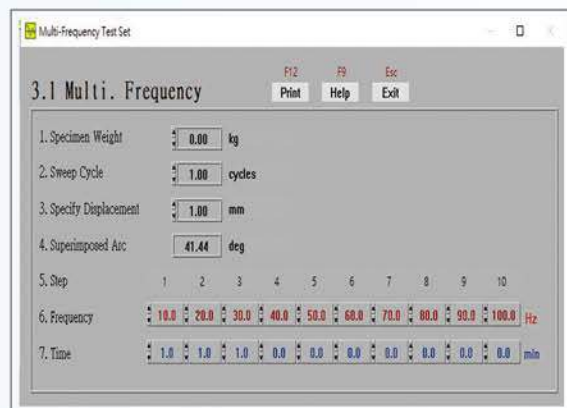 Multi-Frequency Test Set
F12 F9 Esc
3.1 Multi. Frequency Print Help Exit
1. Specimen Weight 0.00 kg
2. Sweep Cycle 1.00 cycles
3. Specify Displacement 1.00 mm
4. Superimposed Arc 41.44 deg
5. Step 1 2 3 4 5 6 7 8 9 10
6. Frequency 10.0 20.0 30.0 40.0 50.0 60.0 70.0 80.0 90.0 100.0 Hz
7. Time 1.0 1.0 1.0 0.0 0.0 0.0 0.0 0.0 0.0 0.0 min